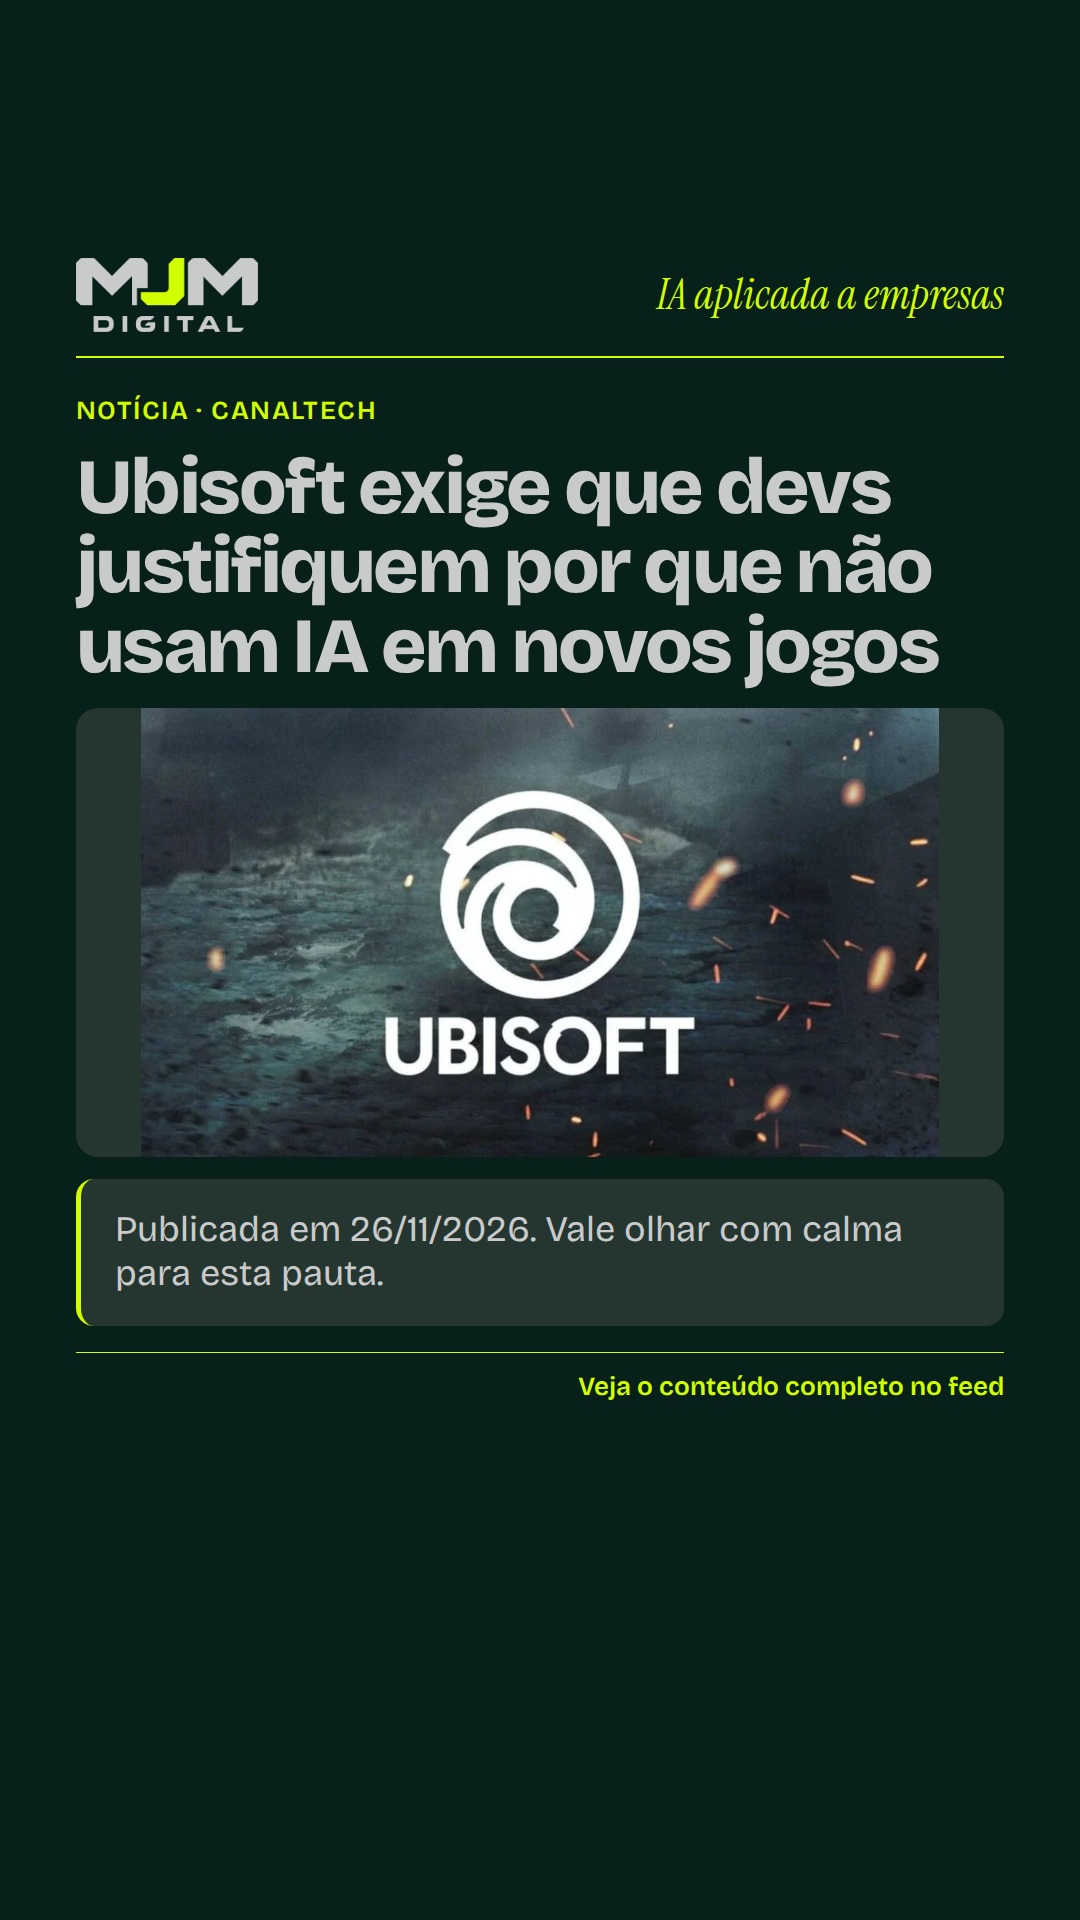 MJM
DIGITAL
IA aplicada a empresas
NOTÍCIA · CANALTECH
Ubisoft exige que devs
justifiquem por que não
usam IA em novos jogos
UBISOFT
Publicada em 26/11/2026. Vale olhar com calma
para esta pauta.
Veja o conteúdo completo no feed